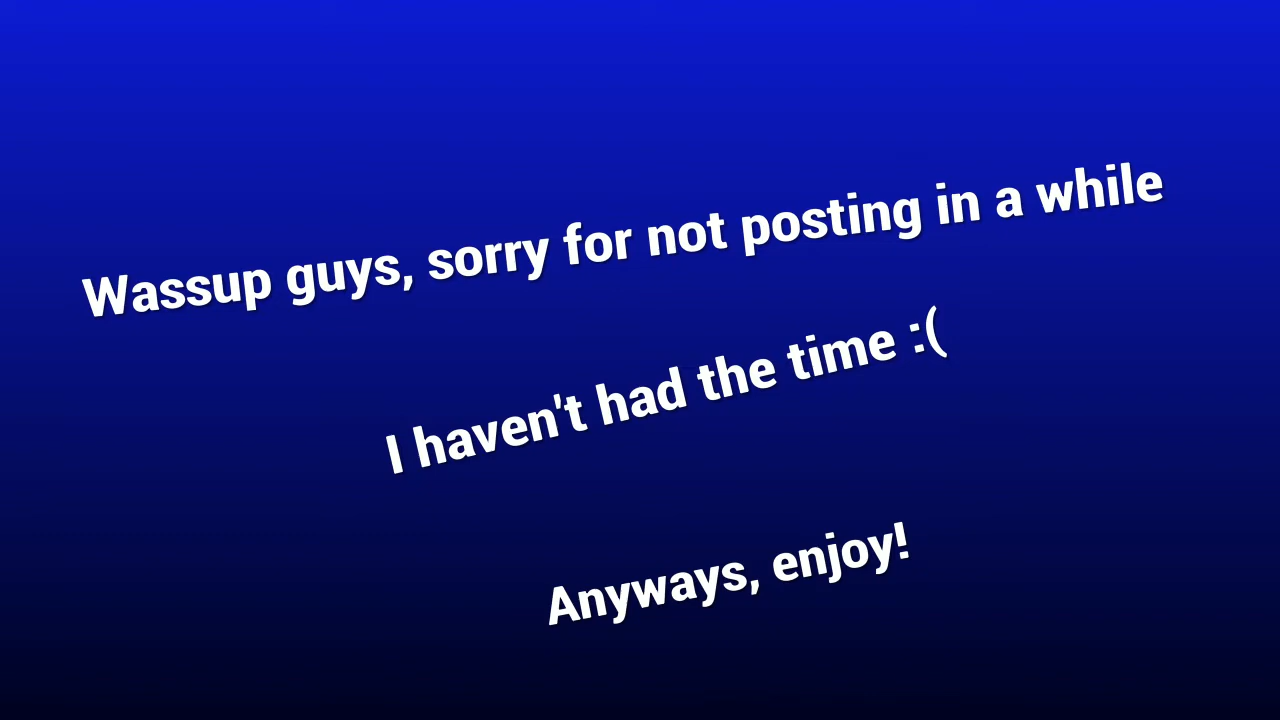 Wassup guys, sorry for not posting in a while
I haven't had the time :(
Anyways, enjoy!